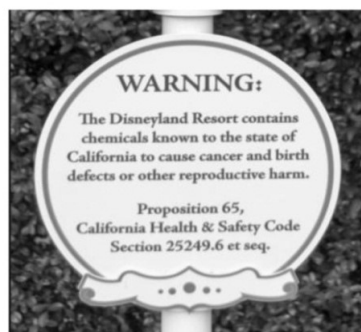 WARNING:
The Disneyland Resort contains
chemicals known to the state of
California to cause cancer and birth
defects or other reproductive harm.
Proposition 65,
California Health & Safety Code
Section 25249.6 et seq.